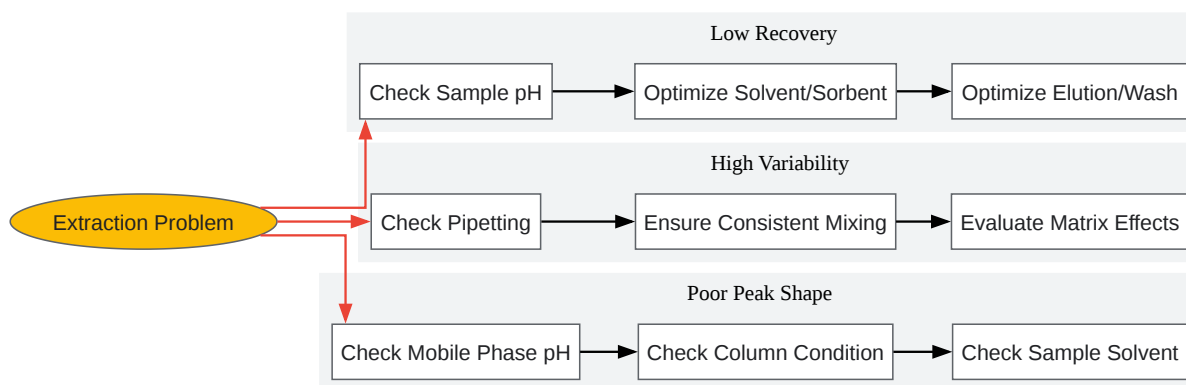 Low Recovery
Check Sample pH
Optimize Solvent/Sorbent
Optimize Elution/Wash
High Variability
Extraction Problem
Check Pipetting
Ensure Consistent Mixing
Evaluate Matrix Effects
Poor Peak Shape
Check Mobile Phase pH
Check Column Condition
Check Sample Solvent